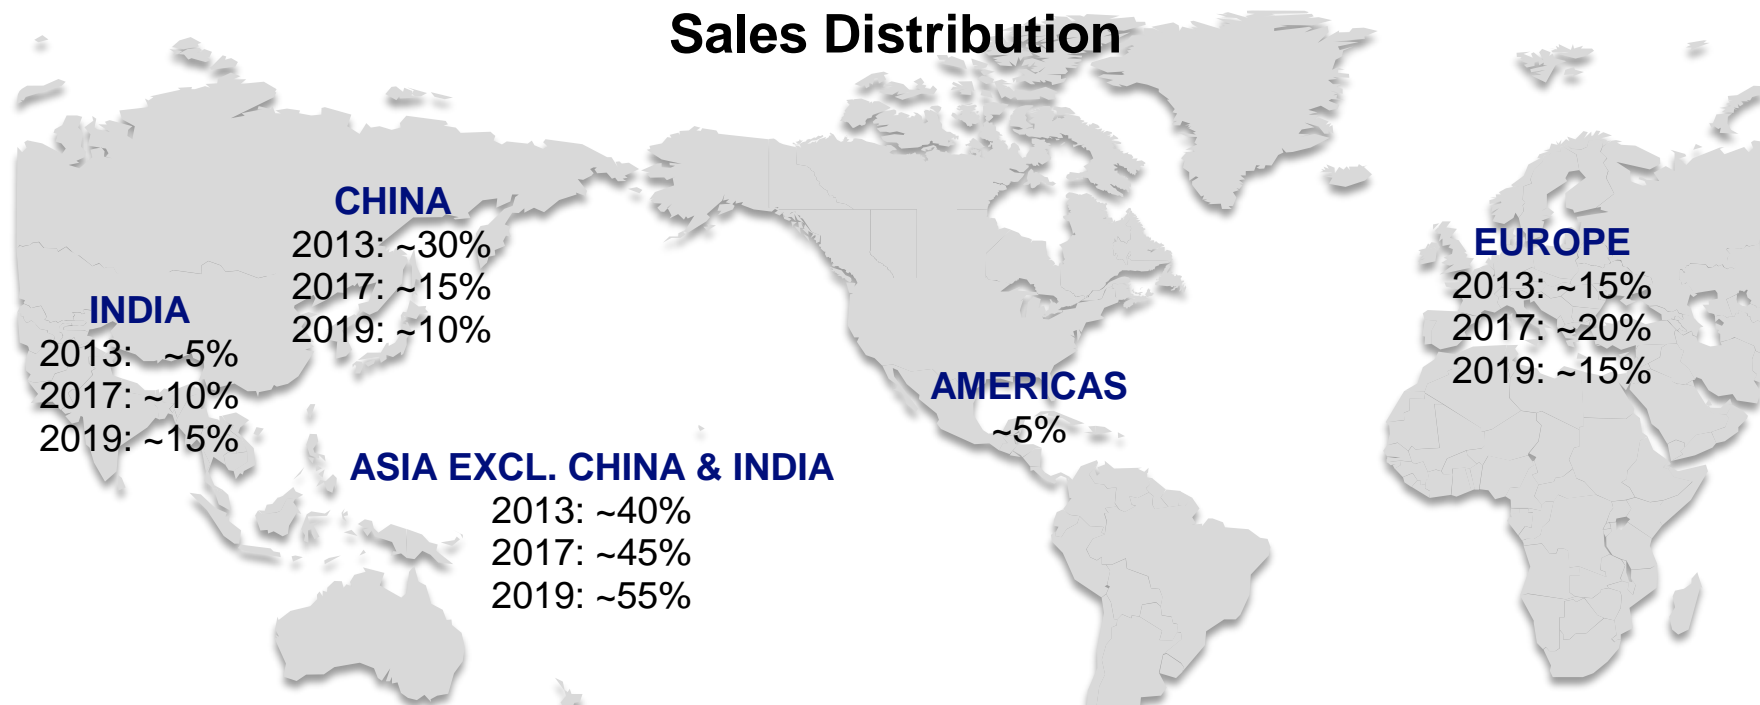 Sales Distribution
CHINA
2013: ~30%
2017: ~15%
2019: ~10%
INDIA
2013: ~5%
2017: ~10%
2019: ~15%
ASIA EXCL. CHINA & INDIA
2013: ~40%
2017: ~45%
2019: ~55%
AMERICAS
~5%
EUROPE
2013: ~15%
2017: ~20%
2019: ~15%